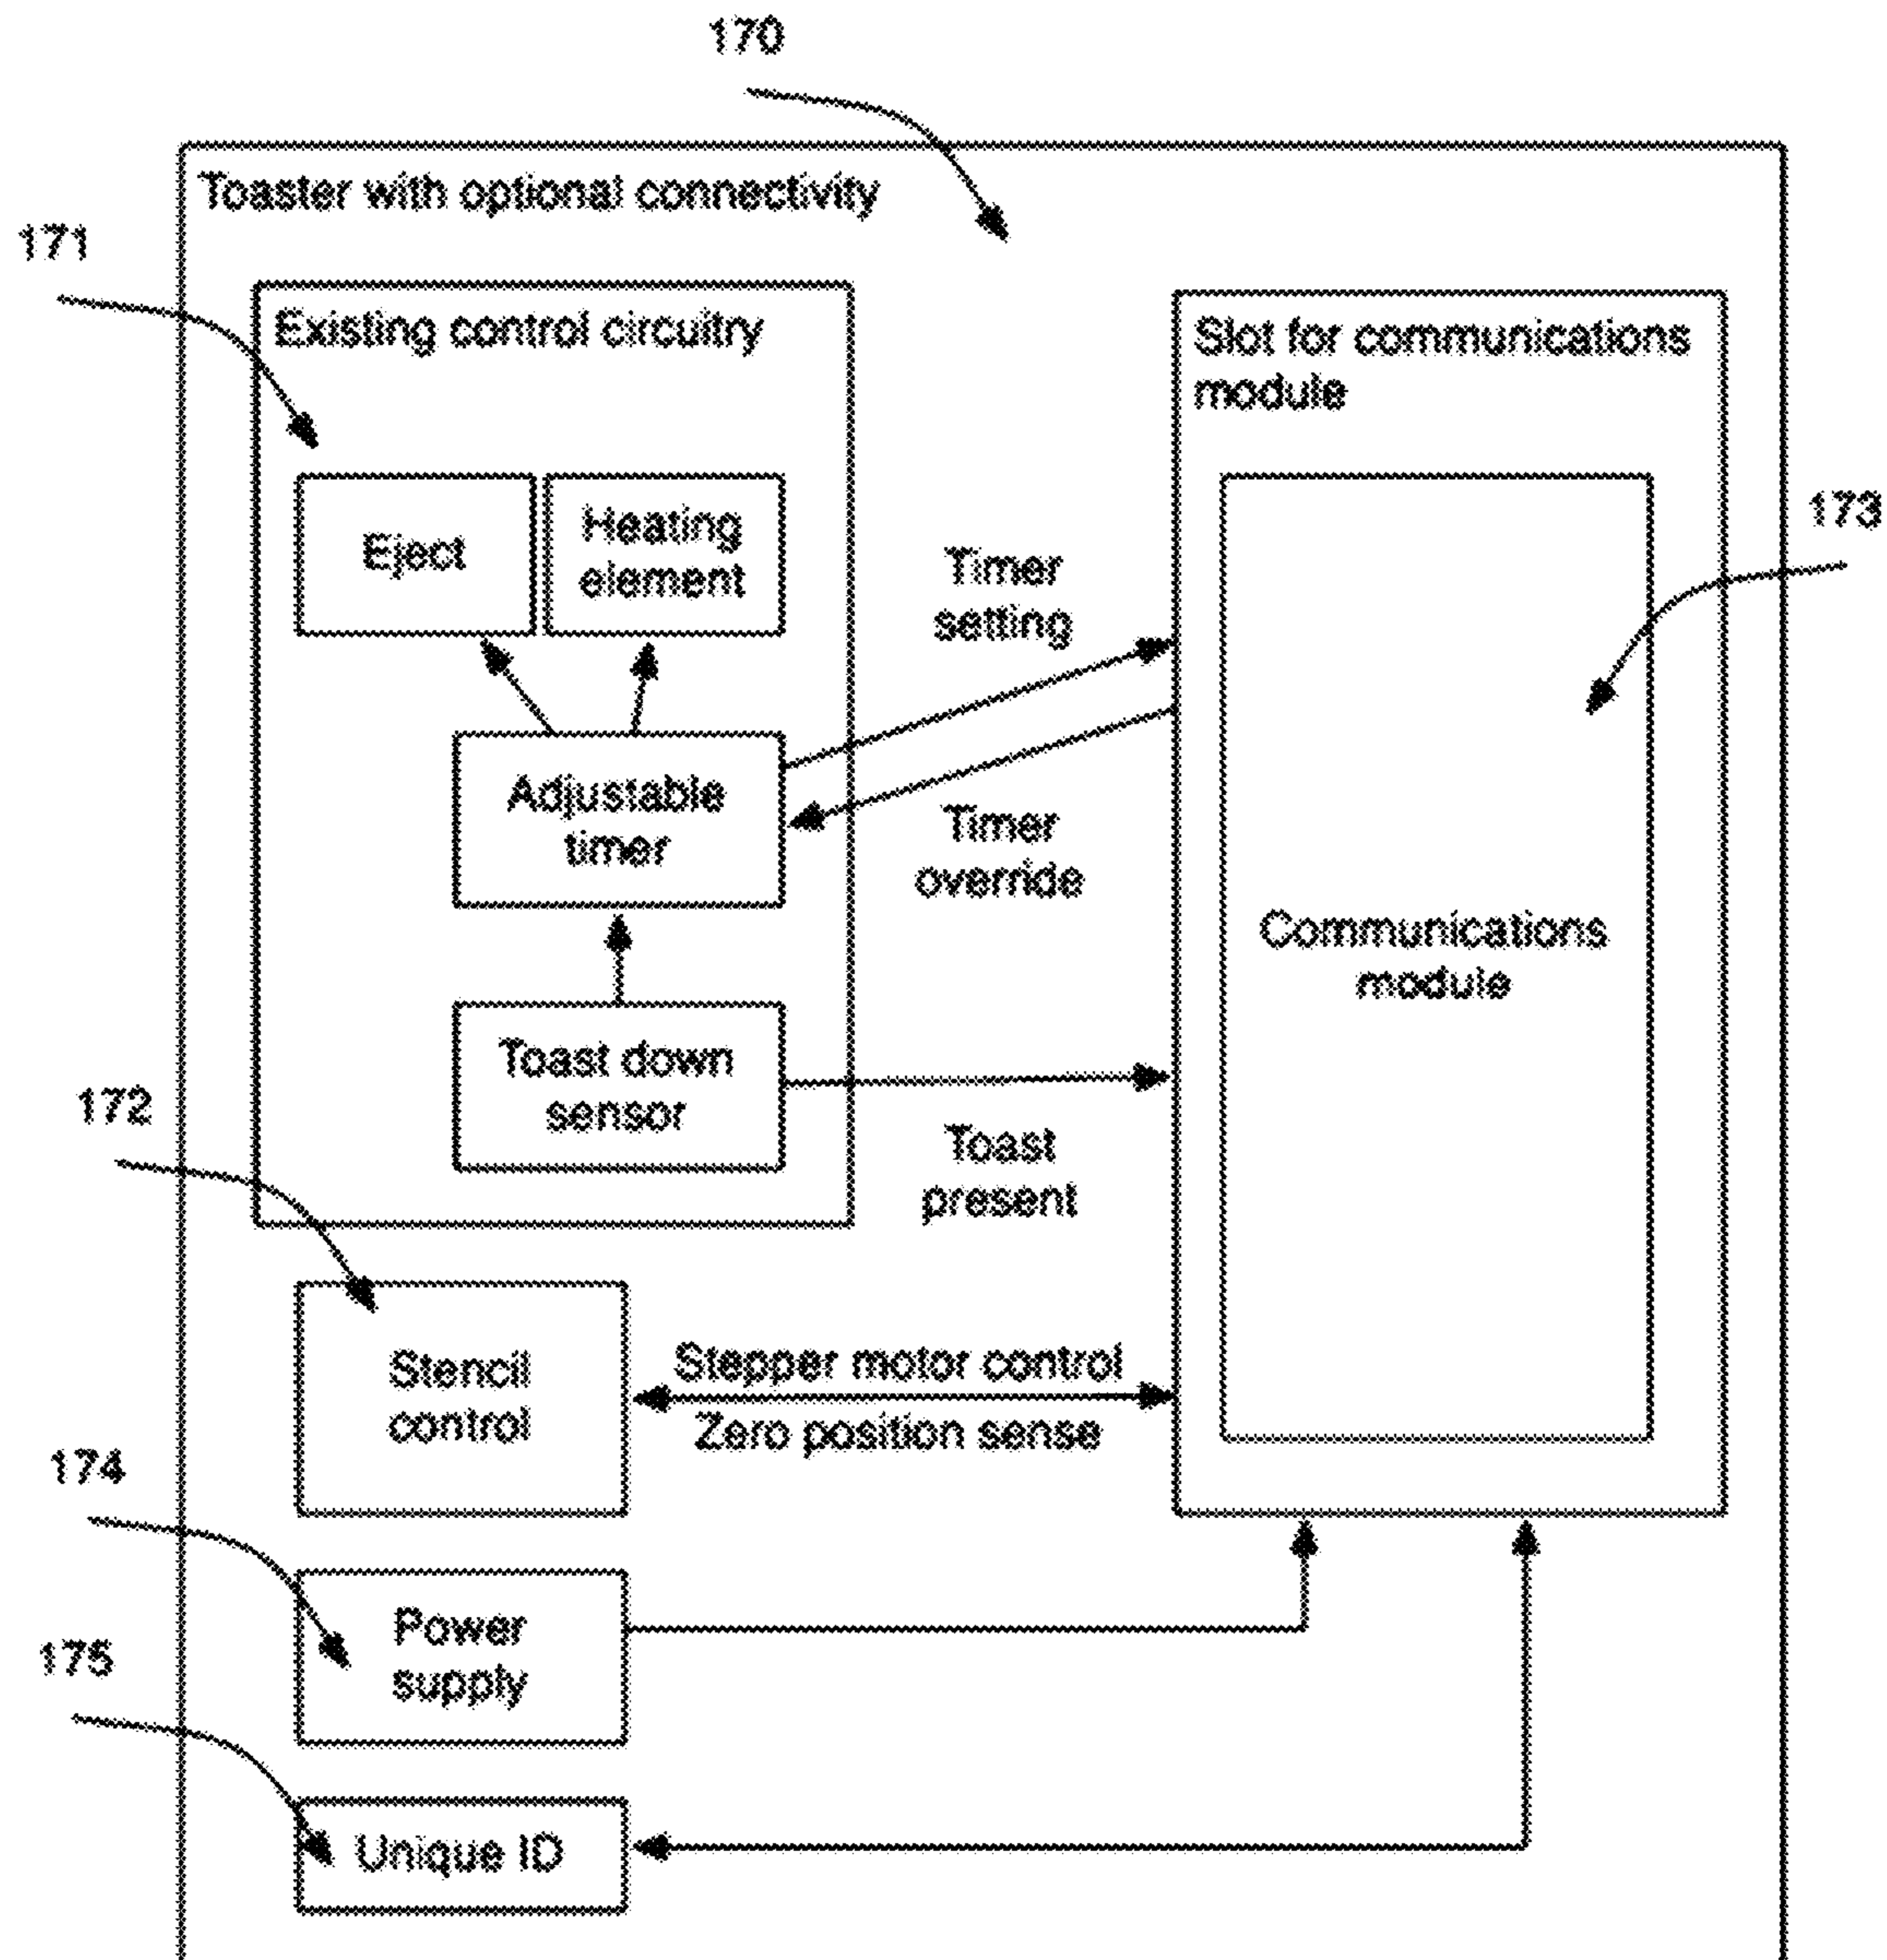 170
Toaster with optional connectivity
171
Existing control circuitry
Slot for communications
module
Eject
Heating
element
173
Timer
setting
Adjustable
timer
Timer
override
Communications
module
Toast down
sensor
172
Toast
present
Stencil
control
Stepper motor control
Zero position sense
174
Power
supply
175
Unique ID